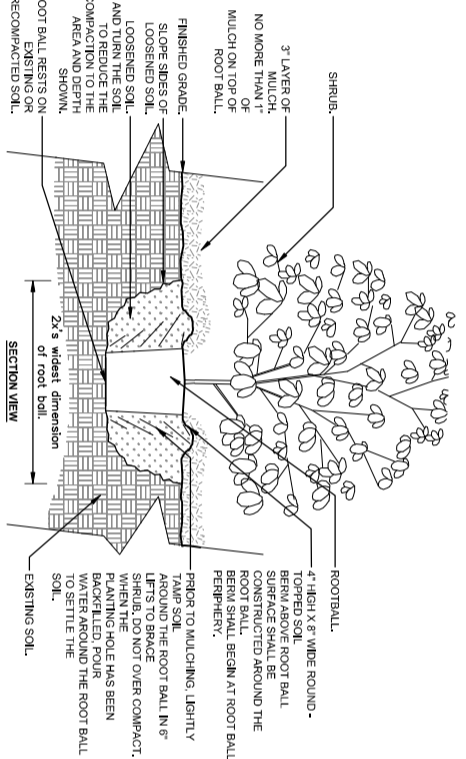 SHRUB.
3" LAYER OF
MULCH.
NO MORE THAN 1"
OF
MULCH ON TOP OF
ROOT BALL.
FINISHED GRADE.
SLOPE SIDES OF
LOOSENED SOIL.
LOOSENED SOIL.
AND TURN THE SOIL
TO REDUCE THE
COMPACTION TO THE
AREA AND DEPTH
SHOWN.
OOT BALL RESTS ON
EXISTING OR
RECOMPACTED SOIL.
2x's widest dimension
of root ball.
SECTION VIEW
ROOTBALL.
4" HIGH X 8" WIDE ROUND -
TOPPED SOIL
BERM ABOVE ROOT BALL
SURFACE SHALL BE
CONSTRUCTED AROUND THE
ROOT BALL.
BERM SHALL BEGIN AT ROOT BALL
PERIPHERY.
PRIOR TO MULCHING, LIGHTLY
TAMP SOIL
AROUND THE ROOT BALL IN 6"
LIFTS TO BRACE
SHRUB. DO NOT OVER COMPACT.
WHEN THE
PLANTING HOLE HAS BEEN
BACKFILLED, POUR
WATER AROUND THE ROOT BALL
TO SETTLE THE
SOIL.
EXISTING SOIL.